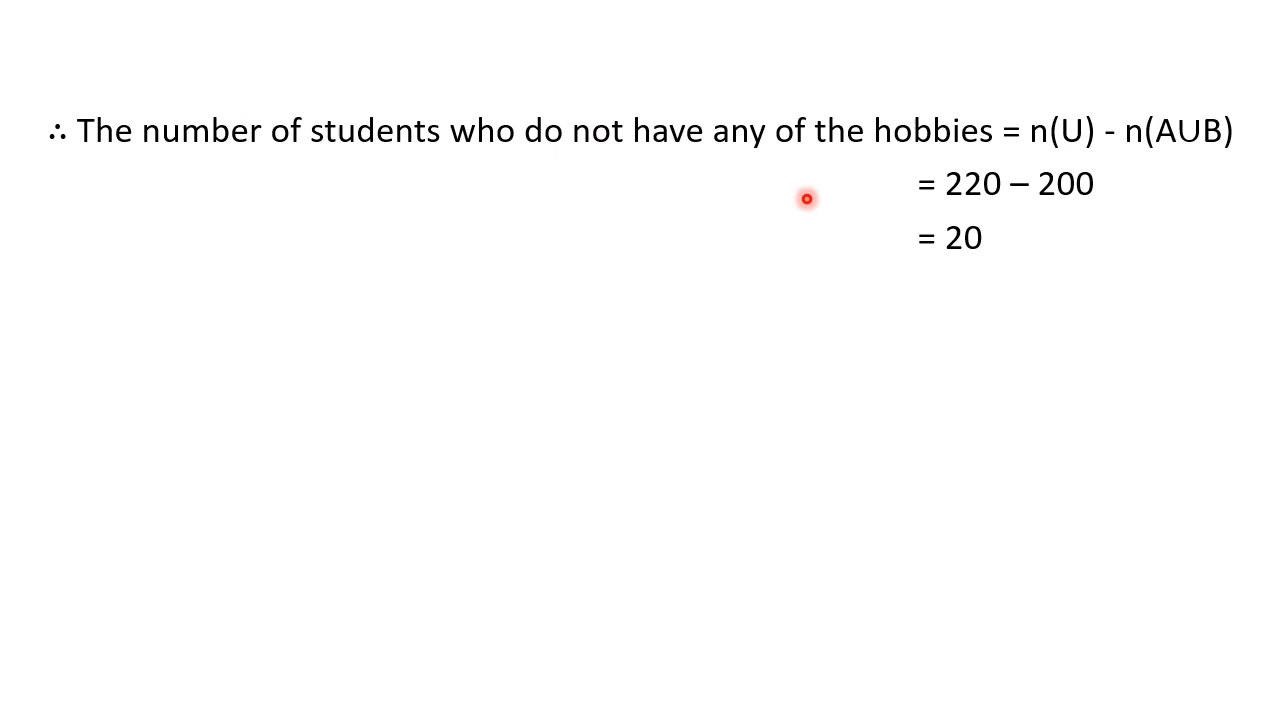 ∴ The number of students who do not have any of the hobbies = n(U) - n(A∪B)
= 220 – 200
= 20